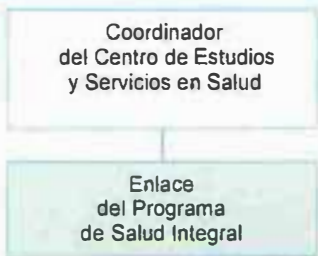 Coordinador
del Centro de Estudios
y Servicios en Salud
Enlace
del Programa
de Salud Integral